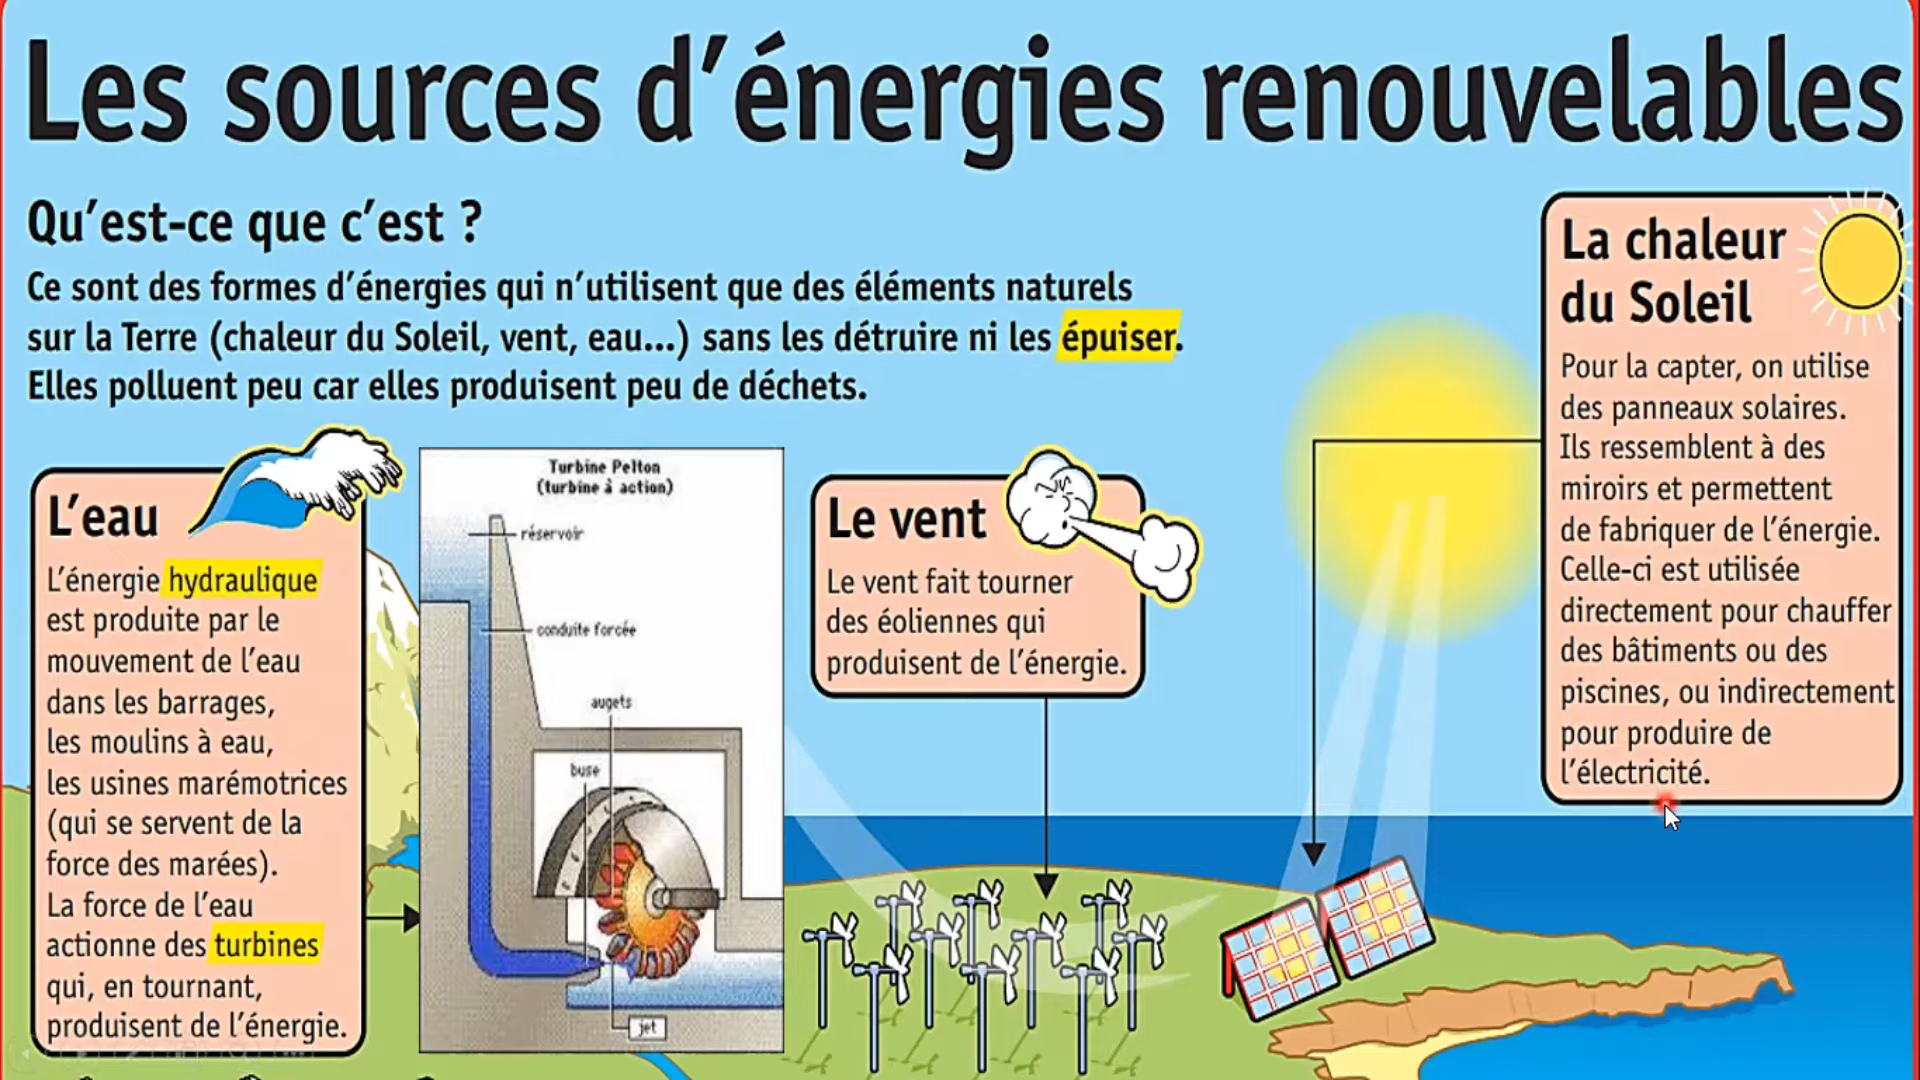 Les sources d’énergies renouvelables
Qu’est-ce que c’est ?
Ce sont des formes d’énergies qui n’utilisent que des éléments naturels
sur la Terre (chaleur du Soleil, vent, eau...) sans les détruire ni les épuiser.
Elles polluent peu car elles produisent peu de déchets.
L’eau
L’énergie hydraulique
est produite par le
mouvement de l’eau
dans les barrages,
les moulins à eau,
les usines marémotrices
(qui se servent de la
force des marées).
La force de l’eau
actionne des turbines
qui, en tournant,
produisent de l’énergie.
Turbine Pelton
(turbine à action)
réservoir
conduite forcée
augets
buse
jet
Le vent
Le vent fait tourner
des éoliennes qui
produisent de l’énergie.
La chaleur
du Soleil
Pour la capter, on utilise
des panneaux solaires.
Ils ressemblent à des
miroirs et permettent
de fabriquer de l’énergie.
Celle-ci est utilisée
directement pour chauffer
des bâtiments ou des
piscines, ou indirectement
pour produire de
l’électricité.